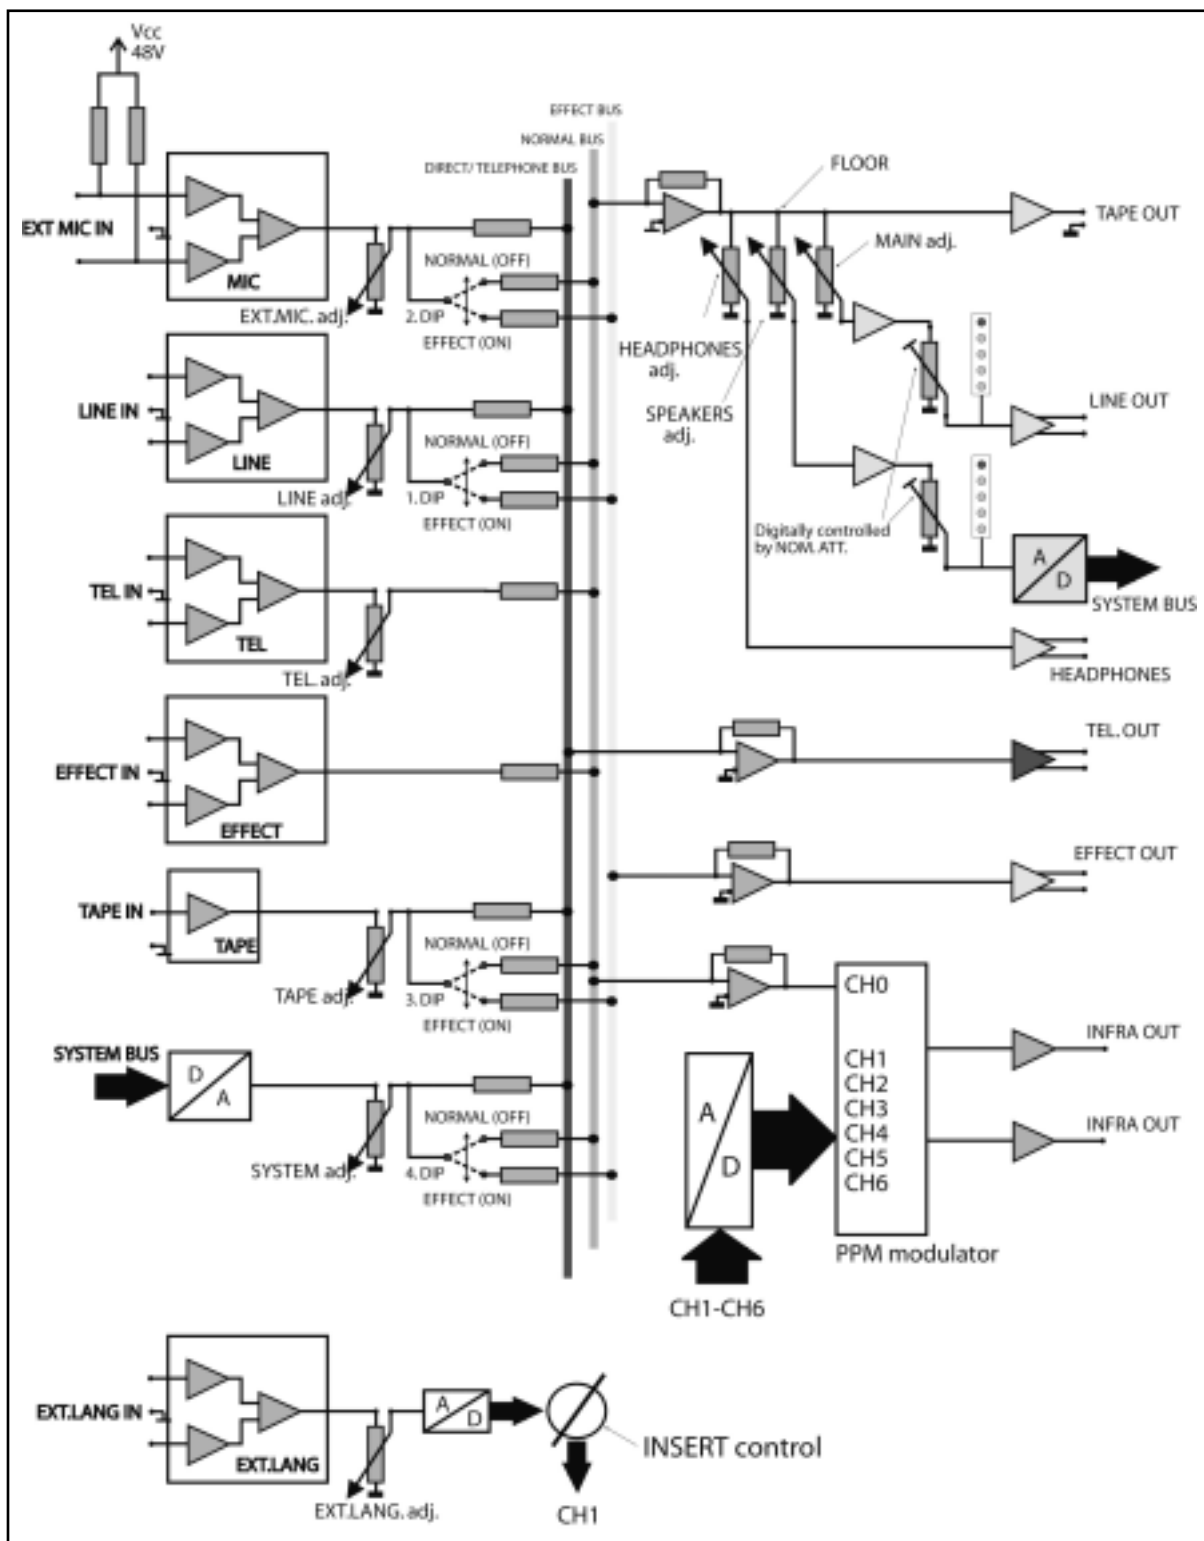 Vcc
48V
EXT MIC IN
MIC
EXT.MIC. adj.
NORMAL (OFF)
2. DIP
EFFECT (ON)
LINE IN
LINE
LINE adj.
NORMAL (OFF)
1. DIP
EFFECT (ON)
TEL IN
TEL
TEL. adj.
EFFECT IN
EFFECT
TAPE IN
TAPE
TAPE adj.
NORMAL (OFF)
3. DIP
EFFECT (ON)
SYSTEM BUS
D
A
SYSTEM adj.
NORMAL (OFF)
4. DIP
EFFECT (ON)
EXT.LANG IN
EXT.LANG
EXT.LANG. adj.
A
D
INSERT control
CH1
EFFECT BUS
NORMAL BUS
DIRECT/ TELEPHONE BUS
FLOOR
MAIN adj.
HEADPHONES
adj.
SPEAKERS
adj.
Digitally controlled
by NOM. ATT.
TAPE OUT
LINE OUT
A
D
SYSTEM BUS
HEADPHONES
TEL. OUT
EFFECT OUT
CH0
CH1
CH2
CH3
CH4
CH5
CH6
PPM modulator
INFRA OUT
INFRA OUT
A
D
CH1-CH6